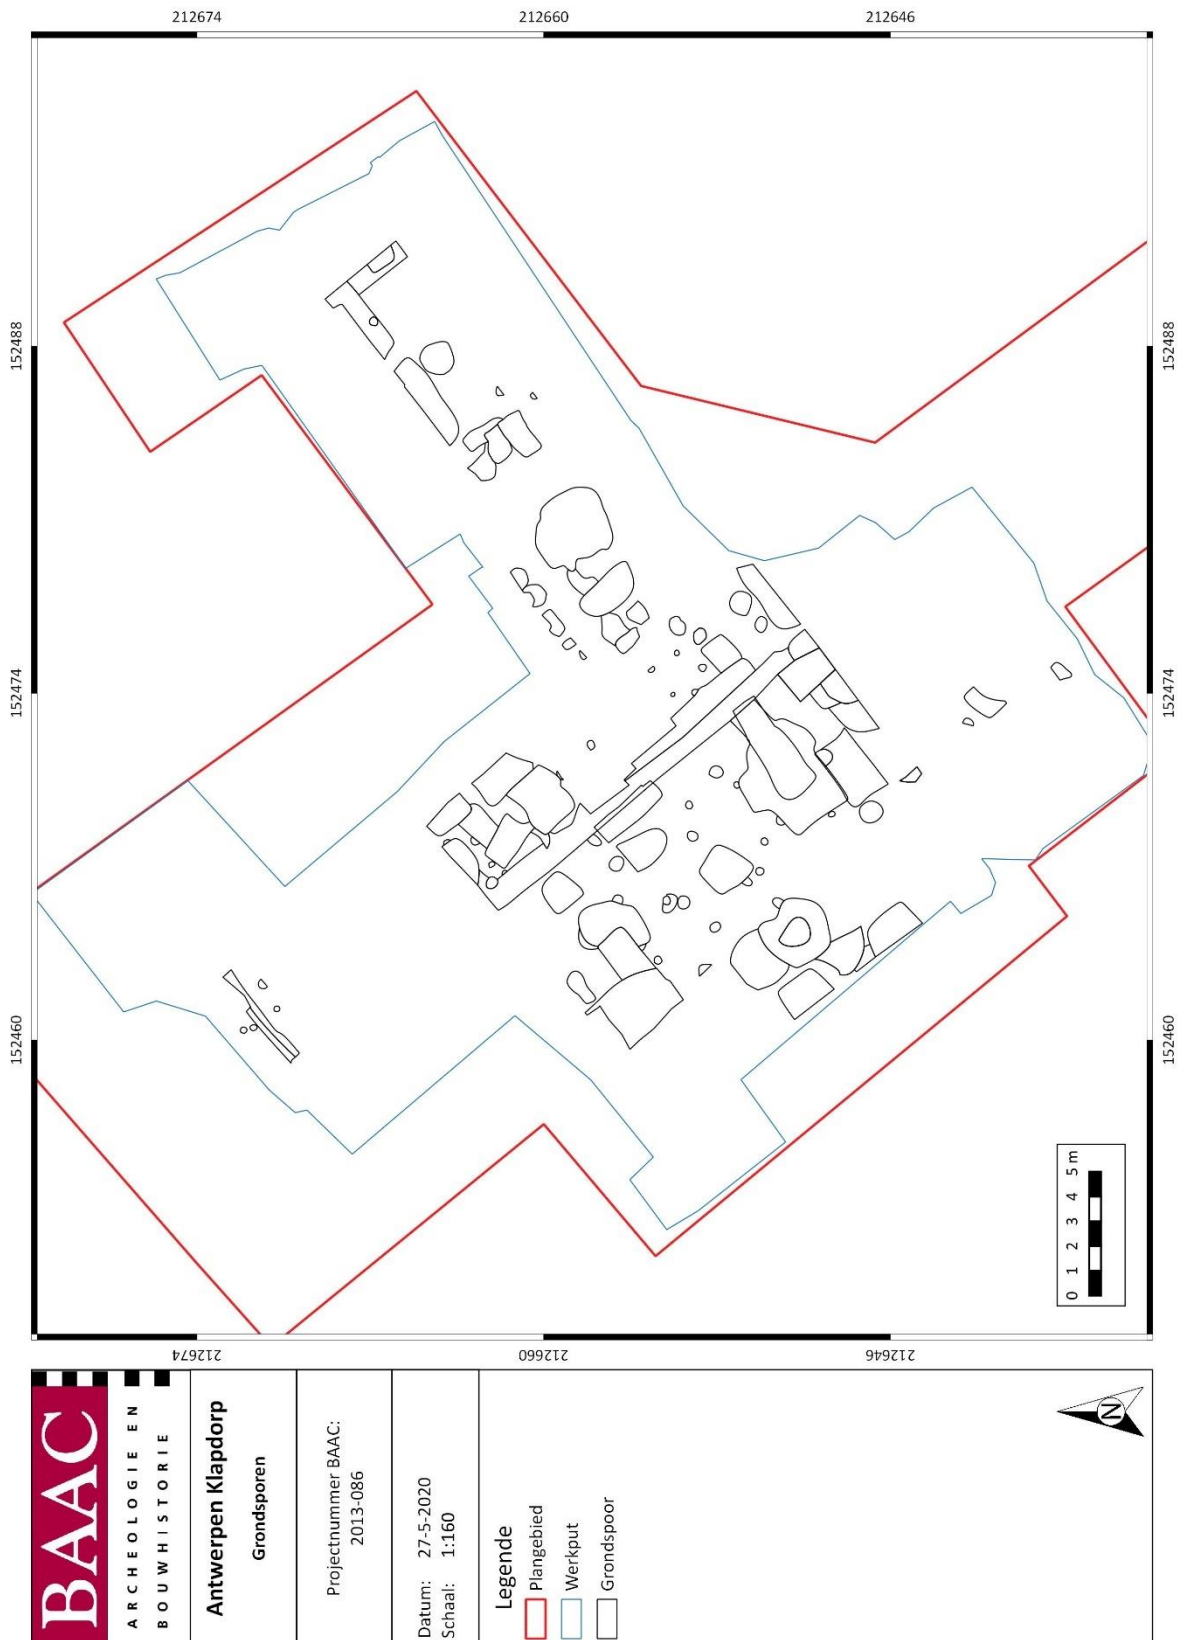 212674 212660 212646
152488 152488
152474 152474
152460 152460
0 1 2 3 4 5 m
212674 212660 212646
BAAC
ARCHEOLOGIE EN
BOUWHISTORIE
Antwerpen Klapdorp
Grondsporen
Projectnummer BAAC:
2013-086
Datum: 27-5-2020
Schaal: 1:160
Legende
Plangebied
Werkput
Grondspoor
N